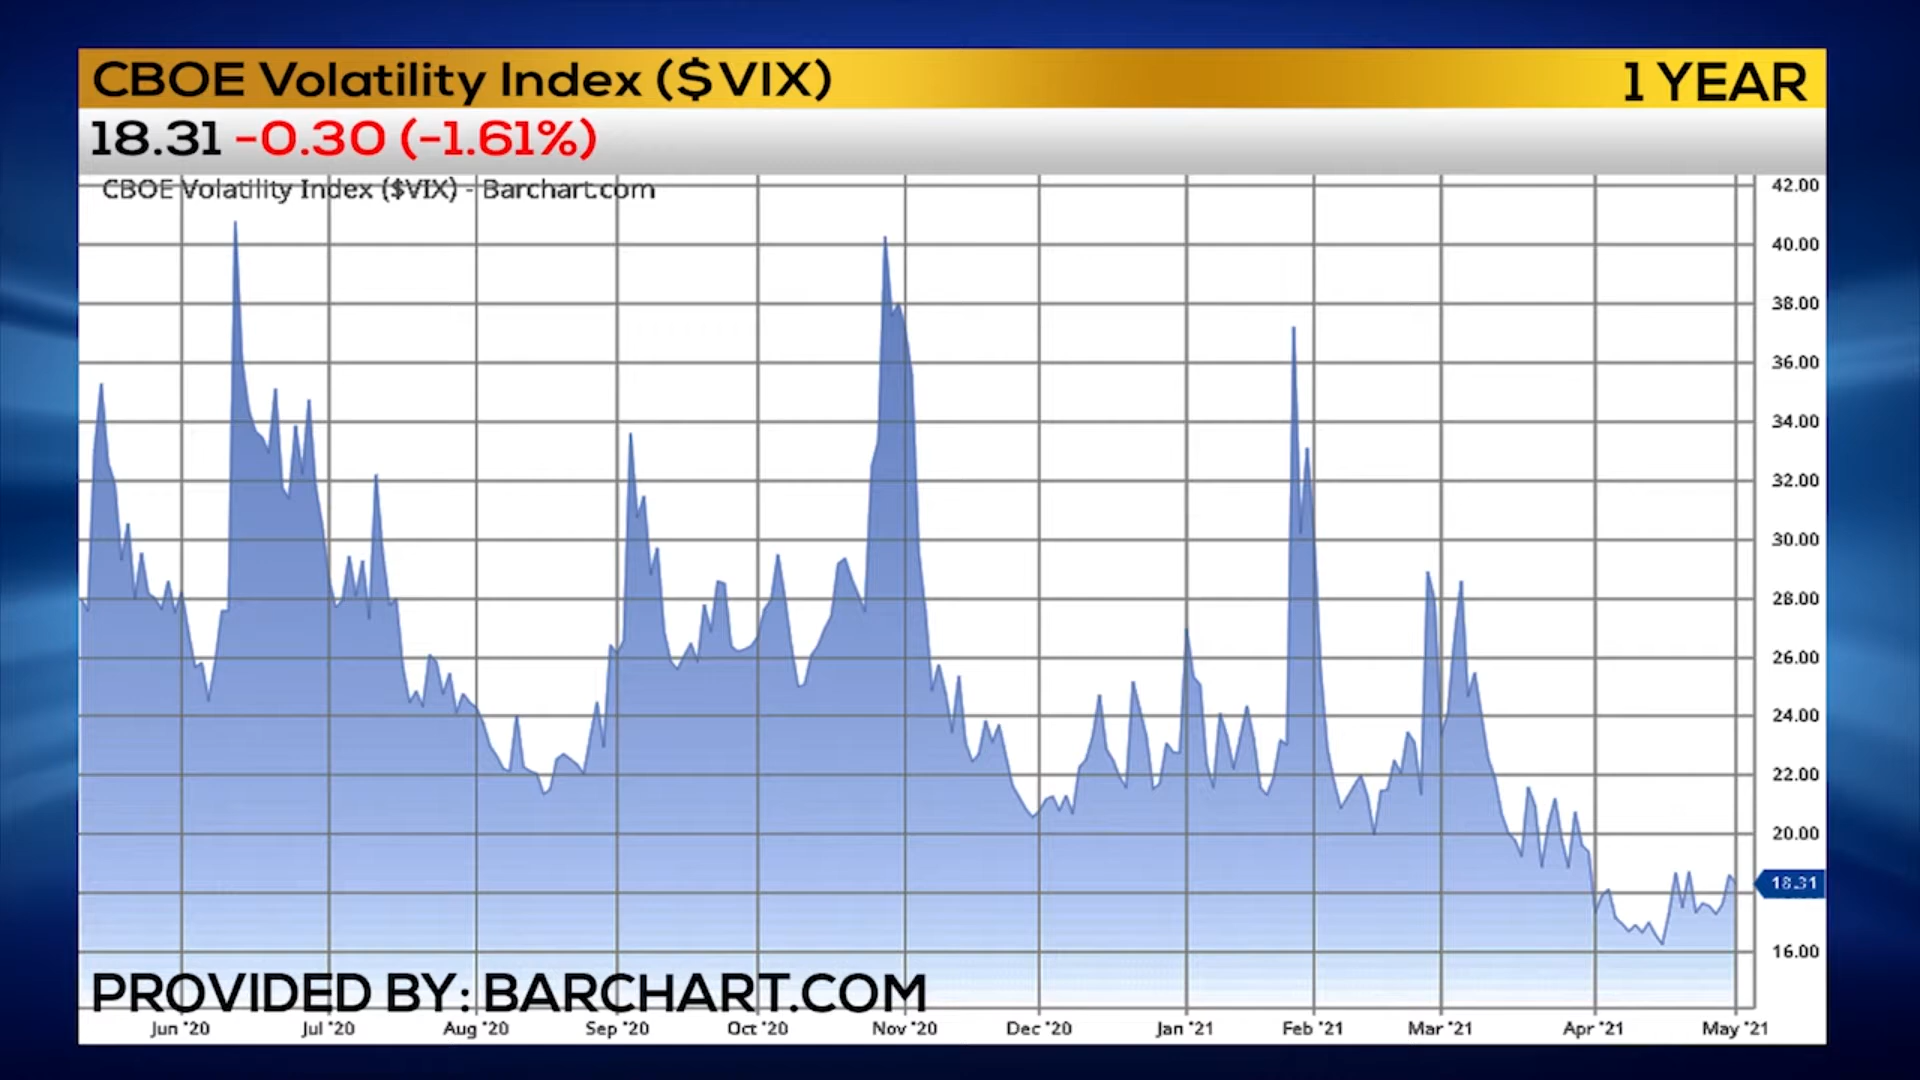 CBOE Volatility Index ($VIX)
1 YEAR
18.31 -0.30 (-1.61%)
CBOE Volatility Index ($VIX) - Barchart.com
42.00
40.00
38.00
36.00
34.00
32.00
30.00
28.00
26.00
24.00
22.00
20.00
18.31
16.00
PROVIDED BY: BARCHART.COM
Jun '20 Jul '20 Aug '20 Sep '20 Oct '20 Nov '20 Dec '20 Jan '21 Feb '21 Mar '21 Apr '21 May '21